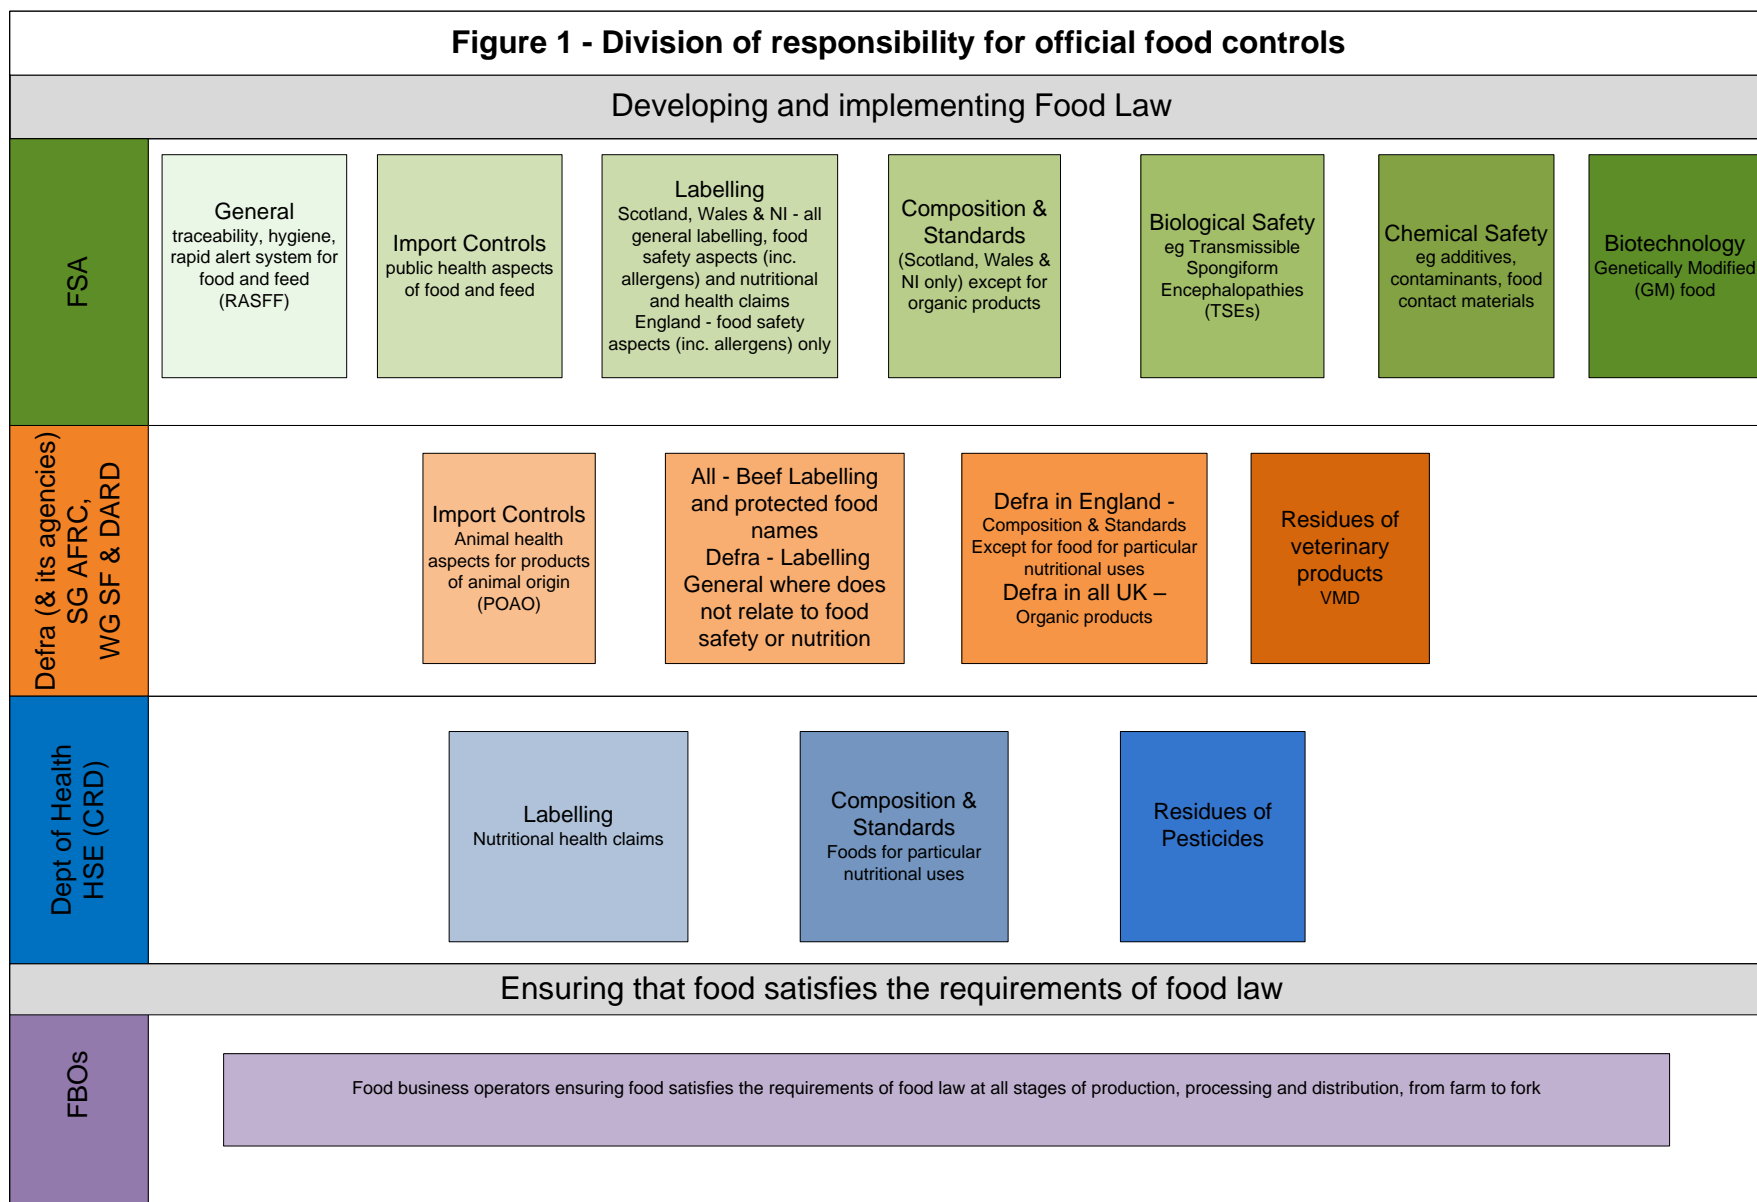 Figure 1 - Division of responsibility for official food controls
Developing and implementing Food Law
FSA
General
traceability, hygiene,
rapid alert system for
food and feed
(RASFF)
Import Controls
public health aspects
of food and feed
Labelling
Scotland, Wales & NI - all
general labelling, food
safety aspects (inc.
allergens) and nutritional
and health claims
England - food safety
aspects (inc. allergens) only
Composition &
Standards
(Scotland, Wales &
NI only) except for
organic products
Biological Safety
eg Transmissible
Spongiform
Encephalopathies
(TSEs)
Chemical Safety
eg additives,
contaminants, food
contact materials
Biotechnology
Genetically Modified
(GM) food
Defra (& its agencies)
SG AFRC,
WG SF & DARD
Import Controls
Animal health
aspects for products
of animal origin
(POAO)
All - Beef Labelling
and protected food
names
Defra - Labelling
General where does
not relate to food
safety or nutrition
Defra in England -
Composition & Standards
Except for food for particular
nutritional uses
Defra in all UK –
Organic products
Residues of
veterinary
products
VMD
Dept of Health
HSE (CRD)
Labelling
Nutritional health claims
Composition &
Standards
Foods for particular
nutritional uses
Residues of
Pesticides
Ensuring that food satisfies the requirements of food law
FBOs
Food business operators ensuring food satisfies the requirements of food law at all stages of production, processing and distribution, from farm to fork